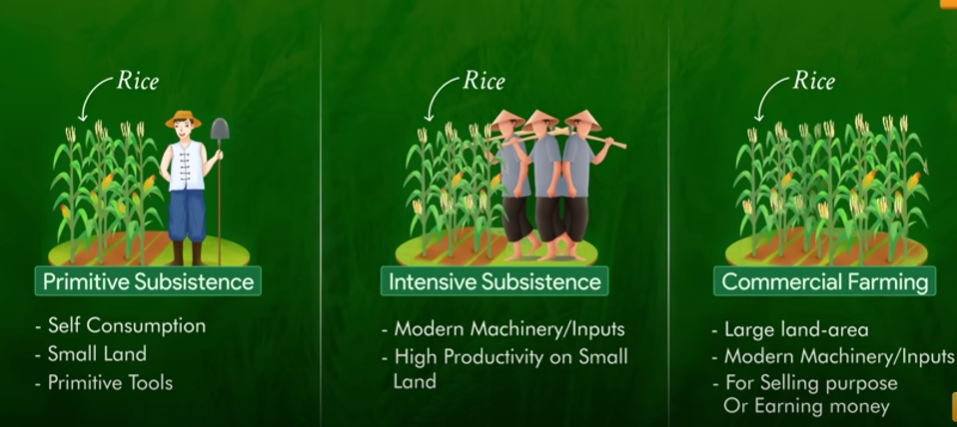 Rice
Primitive Subsistence
- Self Consumption
- Small Land
- Primitive Tools
Rice
Intensive Subsistence
- Modern Machinery/Inputs
- High Productivity on Small
Land
Rice
Commercial Farming
- Large land-area
- Modern Machinery/Inputs
- For Selling purpose
Or Earning money